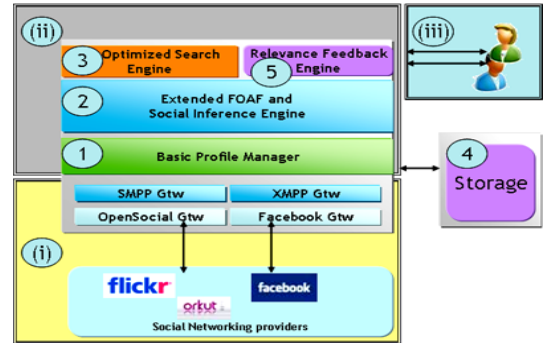 (ii)
(iii)
3
Optimized Search
Engine
Relevance Feedback
Engine
5
2
Extended FOAF and
Social Inference Engine
1
Basic Profile Manager
4
Storage
SMPP Gtw
XMPP Gtw
OpenSocial Gtw
Facebook Gtw
(i)
flickr
facebook
orkut
Social Networking providers